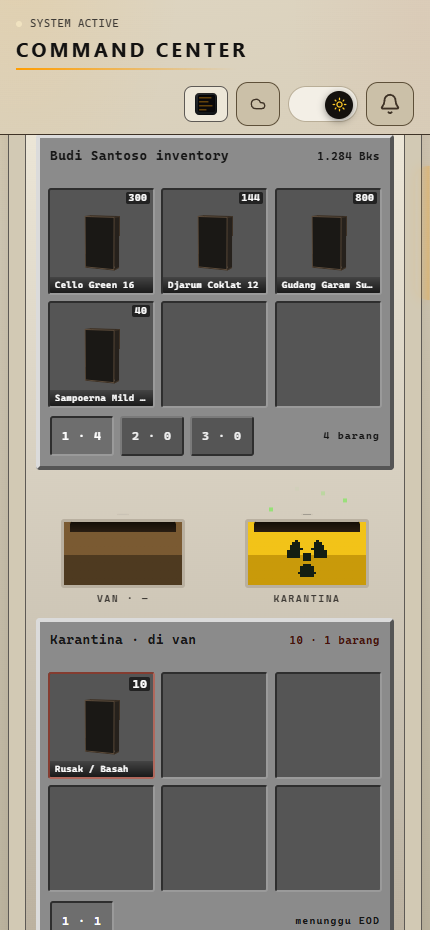 SYSTEM ACTIVE
COMMAND CENTER
Budi Santoso inventory 1.284 Bks
300 144 800
Cello Green 16 Djarum Coklat 12 Gudang Garam Su…
40
Sampoerna Mild …
1 · 4 2 · 0 3 · 0 4 barang
VAN · — KARANTINA
Karantina · di van 10 · 1 barang
10
Rusak / Basah
1 · 1 menunggu EOD